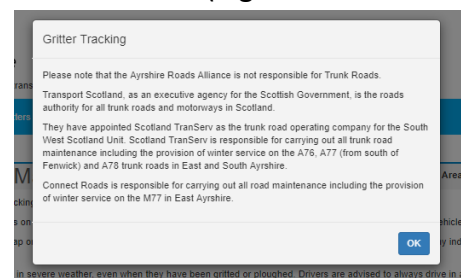 Gritter Tracking
Please note that the Ayrshire Roads Alliance is not responsible for Trunk Roads.
Transport Scotland, as an executive agency for the Scottish Government, is the roads
authority for all trunk roads and motorways in Scotland.
They have appointed Scotland TranServ as the trunk road operating company for the South
West Scotland Unit. Scotland TranServ is responsible for carrying out all trunk road
maintenance including the provision of winter service on the A76, A77 (from south of
Fenwick) and A78 trunk roads in East and South Ayrshire.
Connect Roads is responsible for carrying out all road maintenance including the provision
of winter service on the M77 in East Ayrshire.
OK
in severe weather, even when they have been gritted or ploughed. Drivers are advised to always drive in